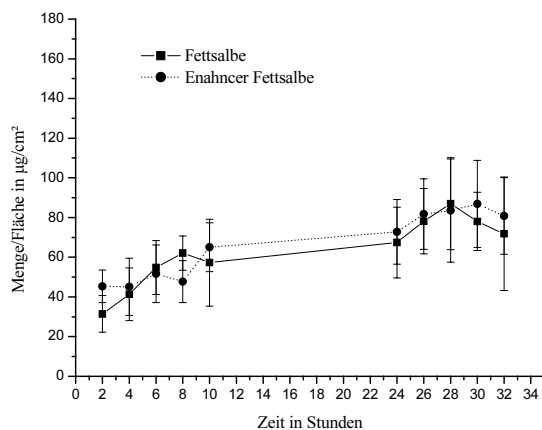 180
160
140
120
100
80
60
40
20
0
Menge/Fläche in µg/cm²
Fettsalbe
Enahncer Fettsalbe
0 2 4 6 8 10 12 14 16 18 20 22 24 26 28 30 32 34
Zeit in Stunden